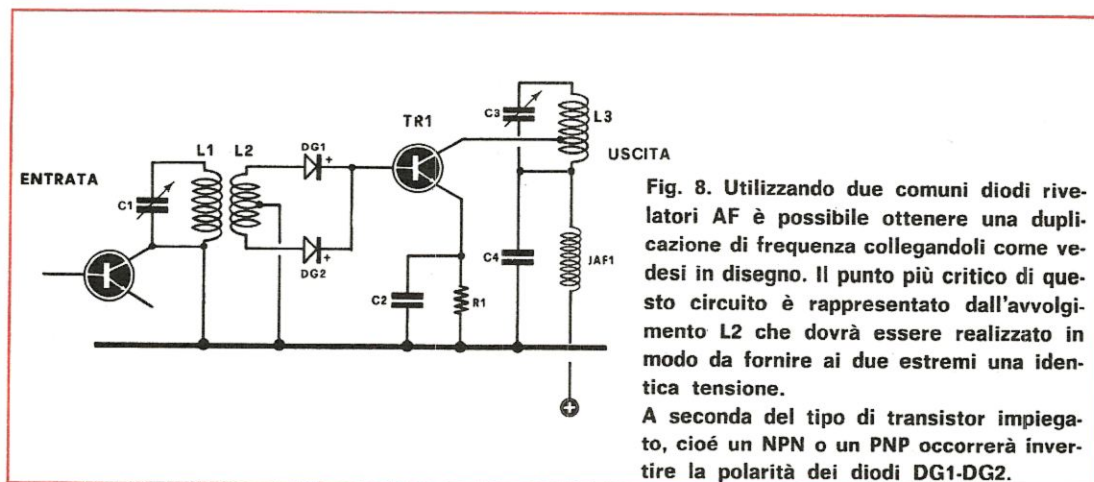 ENTRATA
C1
L1
L2
DG1
+
DG2
+
TR1
C2
R1
C3
L3
USCITA
C4
JAF1
+
Fig. 8. Utilizzando due comuni diodi rive-
latori AF è possibile ottenere una dupli-
cazione di frequenza collegandoli come ve-
desi in disegno. Il punto più critico di que-
sto circuito è rappresentato dall'avvolgi-
mento L2 che dovrà essere realizzato in
modo da fornire ai due estremi una iden-
tica tensione.
A seconda del tipo di transistor impiega-
to, cioé un NPN o un PNP occorrerà inver-
tire la polarità dei diodi DG1-DG2.